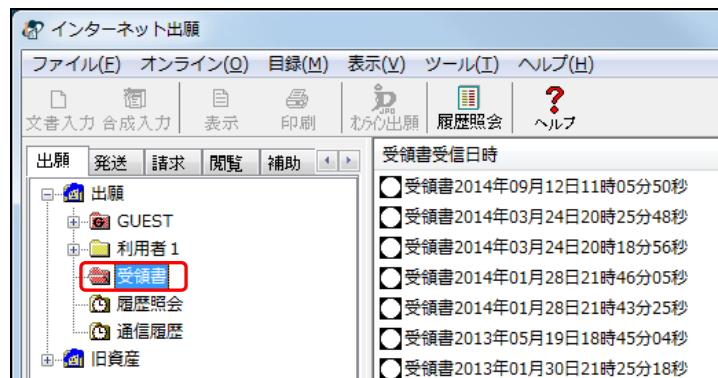 インターネット出願
ファイル(F) オンライン(O) 目録(M) 表示(V) ツール(T) ヘルプ(H)
文書入力 合成入力 表示 印刷 オンライン出願 履歴照会 ヘルプ
出願 発送 請求 閲覧 補助
出願
GUEST
利用者1
受領書
履歴照会
通信履歴
旧資産
受領書受信日時
受領書2014年09月12日11時05分50秒
受領書2014年03月24日20時25分48秒
受領書2014年03月24日20時18分56秒
受領書2014年01月28日21時46分05秒
受領書2014年01月28日21時43分25秒
受領書2013年05月19日18時45分04秒
受領書2013年01月30日21時25分18秒